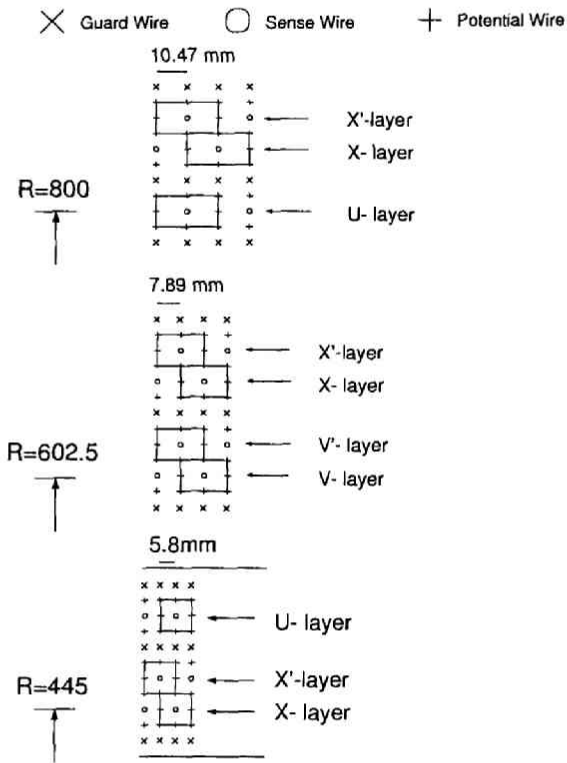 Guard Wire Sense Wire Potential Wire
10.47 mm
X'-layer
X- layer
R=800
U- layer
7.89 mm
X'-layer
X- layer
V'- layer
R=602.5
V- layer
5.8mm
U- layer
X'-layer
R=445
X- layer